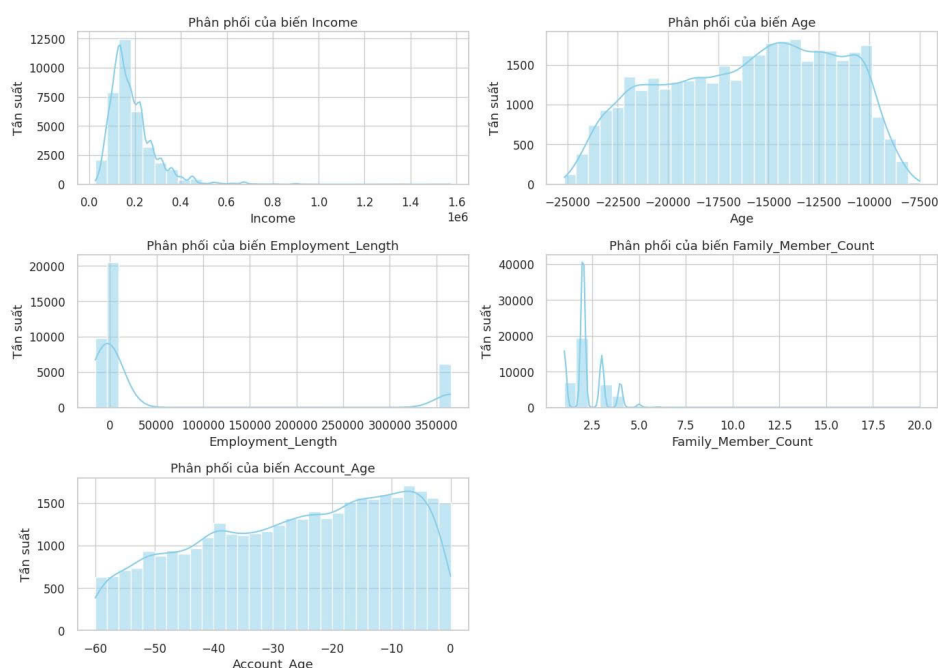 Phân phối của biến Income
Tần suất
12500
10000
7500
5000
2500
0
0.0 0.2 0.4 0.6 0.8 1.0 1.2 1.4 1.6
1e6
Income
Phân phối của biến Age
Tần suất
1500
1000
500
0
−25000 −22500 −20000 −17500 −15000 −12500 −10000 −7500
Age
Phân phối của biến Employment_Length
Tần suất
20000
15000
10000
5000
0
0 50000 100000 150000 200000 250000 300000 350000
Employment_Length
Phân phối của biến Family_Member_Count
Tần suất
40000
30000
20000
10000
0
2.5 5.0 7.5 10.0 12.5 15.0 17.5 20.0
Family_Member_Count
Phân phối của biến Account_Age
Tần suất
1500
1000
500
0
−60 −50 −40 −30 −20 −10 0
Account_Age